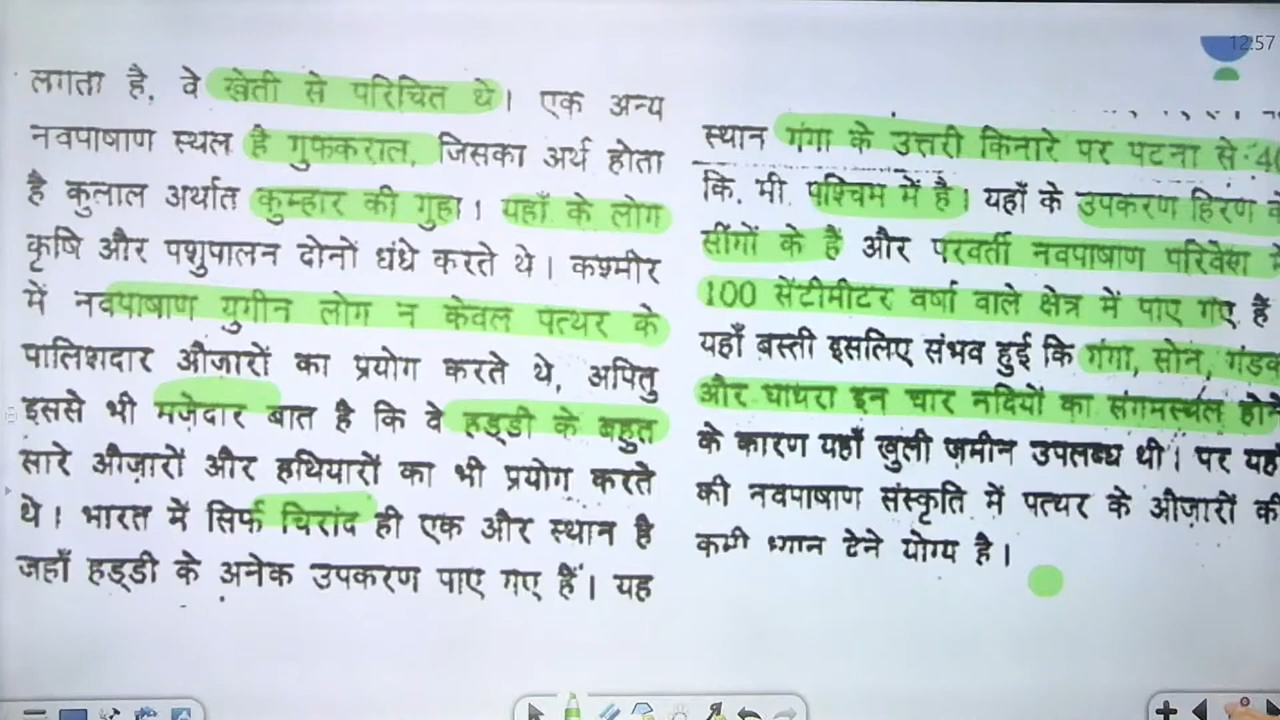 लगता है, वे खेती से परिचित थे। एक अन्य
नवपाषाण स्थल है गुफकराल, जिसका अर्थ होता
है कुलाल अर्थात कुम्हार की गुहा। यहाँ के लोग
कृषि और पशुपालन दोनों धंधे करते थे। कश्मीर
में नवपाषाण युगीन लोग न केवल पत्थर के
पालिशदार औजारों का प्रयोग करते थे, अपितु
इससे भी मज़ेदार बात है कि वे हड्डी के बहुत
सारे औज़ारों और हथियारों का भी प्रयोग करते
थे। भारत में सिर्फ चिरांद ही एक और स्थान है
जहाँ हड्डी के अनेक उपकरण पाए गए हैं। यह
स्थान गंगा के उत्तरी किनारे पर पटना से
कि. मी. पश्चिम में है। यहाँ के उपकरण हिरण
सींगों के हैं और परवर्ती नवपाषाण परिवेश
100 सेंटीमीटर वर्षा वाले क्षेत्र में पाए गए हैं
यहाँ बस्ती इसलिए संभव हुई कि गंगा, सोन, गंडक
और घाघरा इन चार नदियों का संगमस्थल होने
के कारण यहाँ खुली ज़मीन उपलब्ध थी। पर यहाँ
की नवपाषाण संस्कृति में पत्थर के औज़ारों की
कमी ध्यान देने योग्य है।
12:57